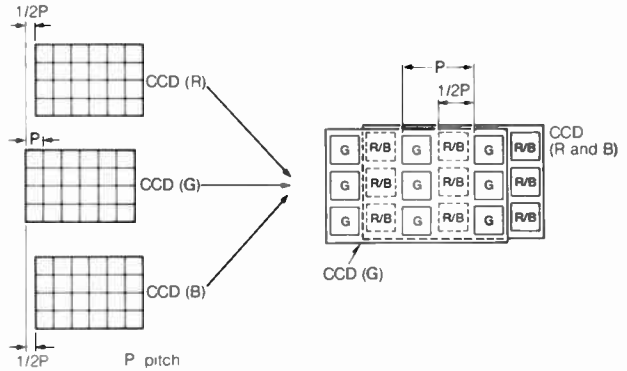 1/2P
CCD (R)
P
CCD (G)
CCD (B)
1/2P
P pitch
P
1/2P
CCD
(R and B)
G R/B G R/B G R/B
G R/B G R/B G R/B
G R/B G R/B G R/B
CCD (G)